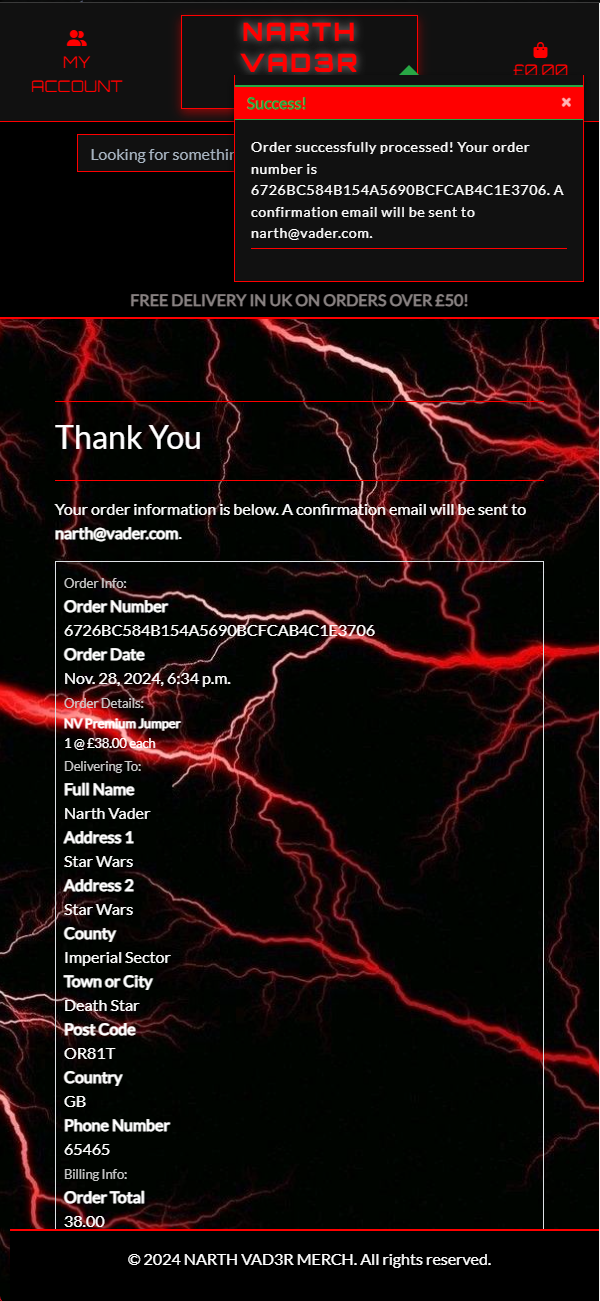 MY
ACCOUNT
NARTH
VAD3R
£0.00
Success!
×
Order successfully processed! Your order
number is
6726BC584B154A5690BCFCAB4C1E3706. A
confirmation email will be sent to
narth@vader.com.
Looking for somethin
FREE DELIVERY IN UK ON ORDERS OVER £50!
Thank You
Your order information is below. A confirmation email will be sent to
narth@vader.com.
Order Info:
Order Number
6726BC584B154A5690BCFCAB4C1E3706
Order Date
Nov. 28, 2024, 6:34 p.m.
Order Details:
NV Premium Jumper
1 @ £38.00 each
Delivering To:
Full Name
Narth Vader
Address 1
Star Wars
Address 2
Star Wars
County
Imperial Sector
Town or City
Death Star
Post Code
OR81T
Country
GB
Phone Number
65465
Billing Info:
Order Total
38.00
© 2024 NARTH VAD3R MERCH. All rights reserved.